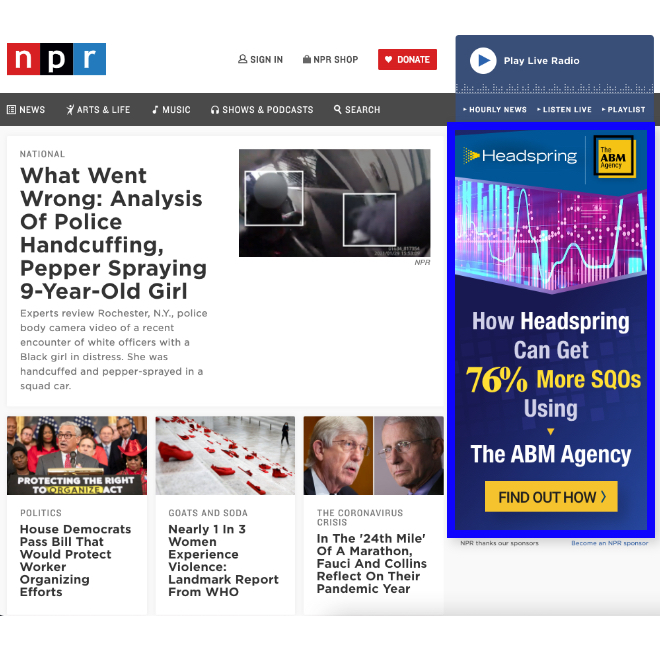 npr
SIGN IN
NPR SHOP
DONATE
Play Live Radio
NEWS
ARTS & LIFE
MUSIC
SHOWS & PODCASTS
SEARCH
HOURLY NEWS
LISTEN LIVE
PLAYLIST
NATIONAL
What Went
Wrong: Analysis
Of Police
Handcuffing,
Pepper Spraying
9-Year-Old Girl
Experts review Rochester, N.Y., police
body camera video of a recent
encounter of white officers with a
Black girl in distress. She was
handcuffed and pepper-sprayed in a
squad car.
NPR
Headspring
The
ABM
Agency
How Headspring
Can Get
76% More SQOs
Using
The ABM Agency
FIND OUT HOW
NPR thanks our sponsors
Become an NPR sponsor
PROTECTING THE RIGHT
TO ORGANIZE ACT
POLITICS
House Democrats
Pass Bill That
Would Protect
Worker
Organizing
Efforts
GOATS AND SODA
Nearly 1 In 3
Women
Experience
Violence:
Landmark Report
From WHO
THE CORONAVIRUS
CRISIS
In The '24th Mile'
Of A Marathon,
Fauci And Collins
Reflect On Their
Pandemic Year